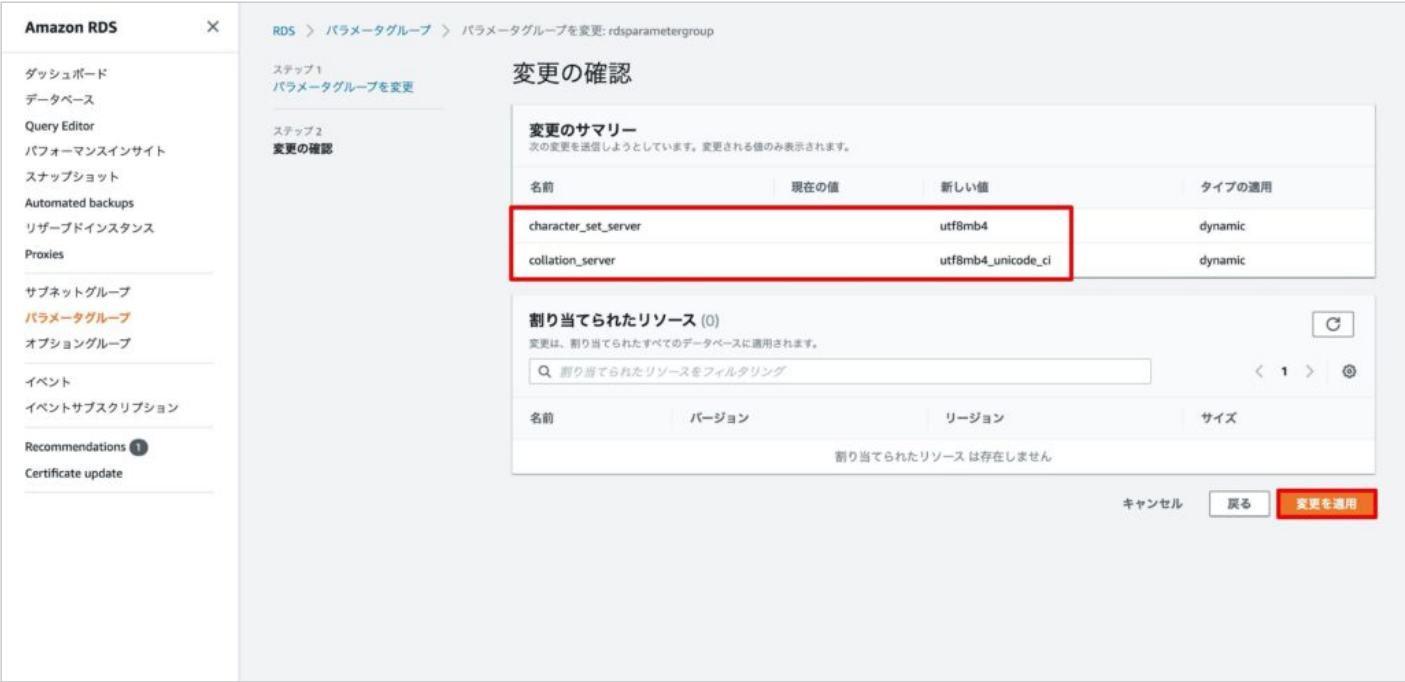 Amazon RDS
ダッシュボード
データベース
Query Editor
パフォーマンスインサイト
スナップショット
Automated backups
リザーブドインスタンス
Proxies
サブネットグループ
パラメータグループ
オプショングループ
イベント
イベントサブスクリプション
Recommendations 1
Certificate update
RDS > パラメータグループ > パラメータグループを変更: rdsparametergroup
ステップ 1
パラメータグループを変更
ステップ 2
変更の確認
変更の確認
変更のサマリー
次の変更を送信しようとしています。変更される値のみ表示されます。
名前 現在の値 新しい値 タイプの適用
character_set_server utf8mb4 dynamic
collation_server utf8mb4_unicode_ci dynamic
割り当てられたリソース (0)
変更は、割り当てられたすべてのデータベースに適用されます。
割り当てられたリソースをフィルタリング
1
名前 バージョン リージョン サイズ
割り当てられたリソース は存在しません
キャンセル 戻る 変更を適用